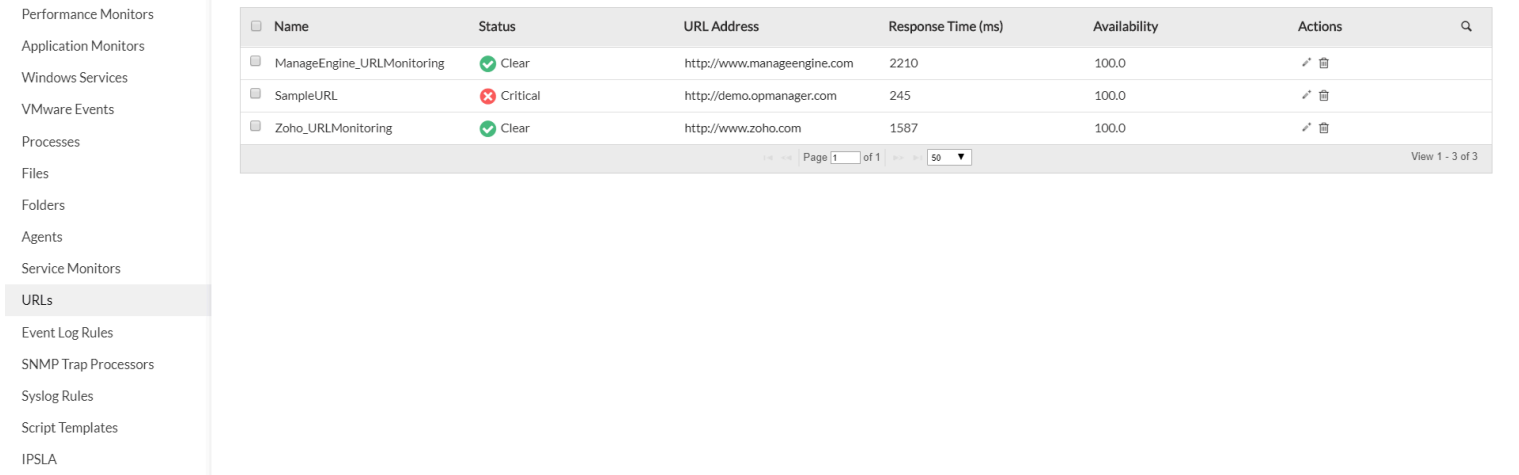 Performance Monitors
Application Monitors
Windows Services
VMware Events
Processes
Files
Folders
Agents
Service Monitors
URLs
Event Log Rules
SNMP Trap Processors
Syslog Rules
Script Templates
IPSLA
Name Status URL Address Response Time (ms) Availability Actions
ManageEngine_URLMonitoring Clear http://www.manageengine.com 2210 100.0
SampleURL Critical http://demo.opmanager.com 245 100.0
Zoho_URLMonitoring Clear http://www.zoho.com 1587 100.0
Page 1 of 1 50 View 1 - 3 of 3